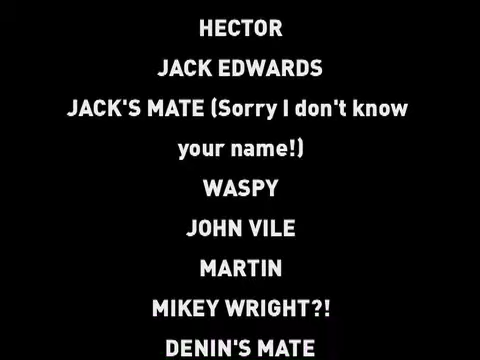 HECTOR
JACK EDWARDS
JACK'S MATE (Sorry I don't know
your name!)
WASPY
JOHN VILE
MARTIN
MIKEY WRIGHT?!
DENIN'S MATE